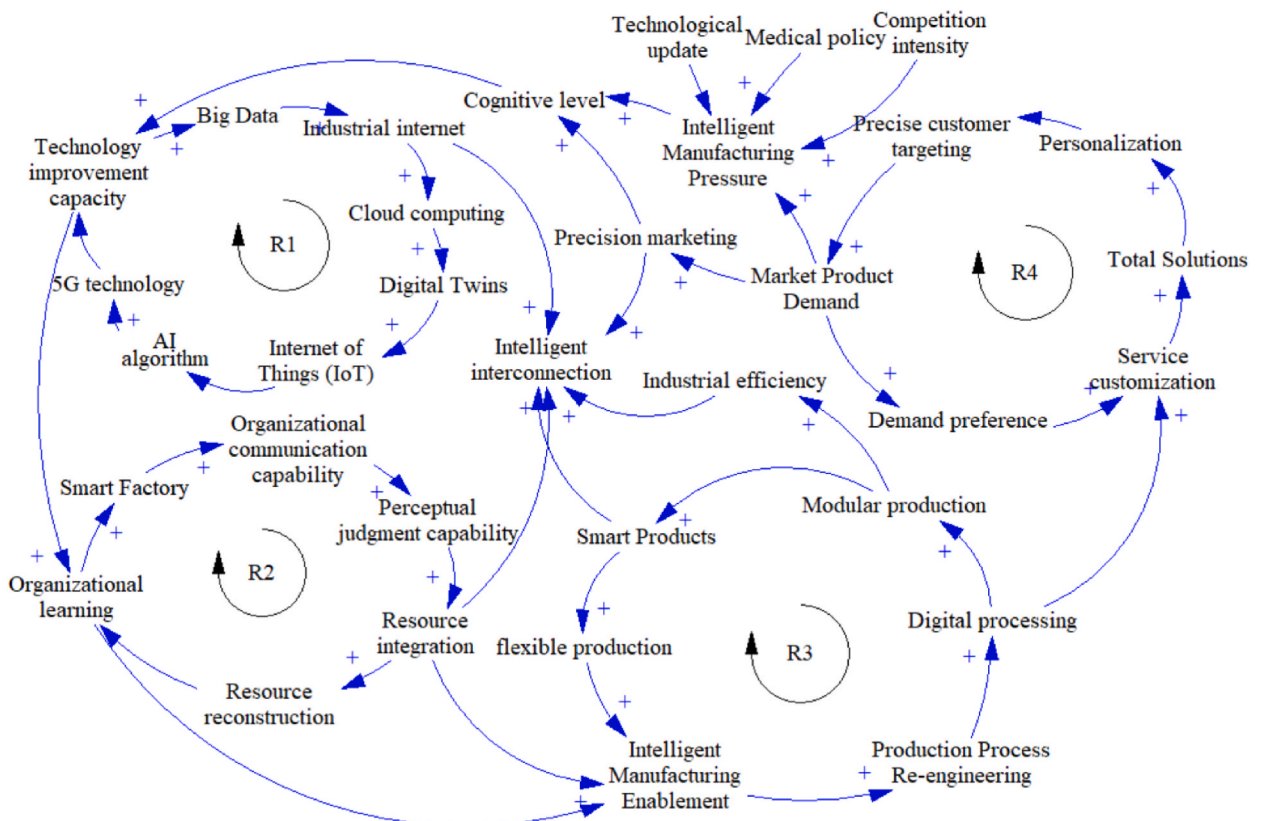 Technological
update
Medical policy
Competition
intensity
+
+
Big Data
+
Industrial internet
+
Cognitive level
+
+
Intelligent
Manufacturing
Pressure
+
+
Precise customer
targeting
Personalization
+
Technology
improvement
capacity
+
Cloud computing
+
R1
Precision marketing
+
+
Market Product
Demand
R4
Total Solutions
+
5G technology
+
Digital Twins
+
AI
algorithm
Internet of
Things (IoT)
+
+
Intelligent
interconnection
+
+
Industrial efficiency
+
+
Demand preference
+
Service
customization
+
Organizational
communication
capability
+
Smart Factory
+
+
Perceptual
judgment capability
+
Modular production
+
Smart Products
+
+
Organizational
learning
R2
+
Resource
integration
+
flexible production
+
R3
Digital processing
+
Resource
reconstruction
Intelligent
Manufacturing
Enablement
+
Production Process
Re-engineering
+